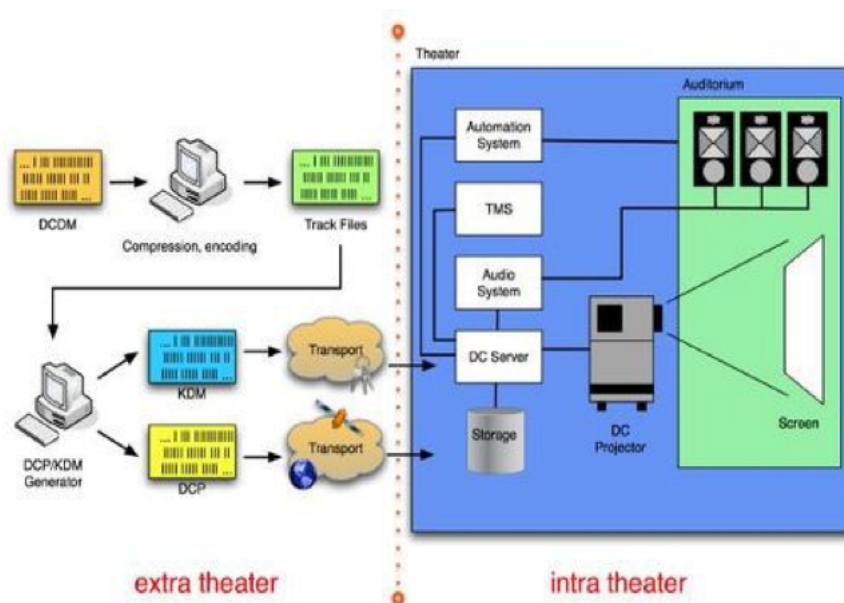 Theater
Auditorium
Automation
System
DCDM
Compression, encoding
Track Files
TMS
Audio
System
KDM
Transport
DC Server
DCP/KDM
Generator
DCP
Transport
Storage
DC
Projector
Screen
extra theater
intra theater